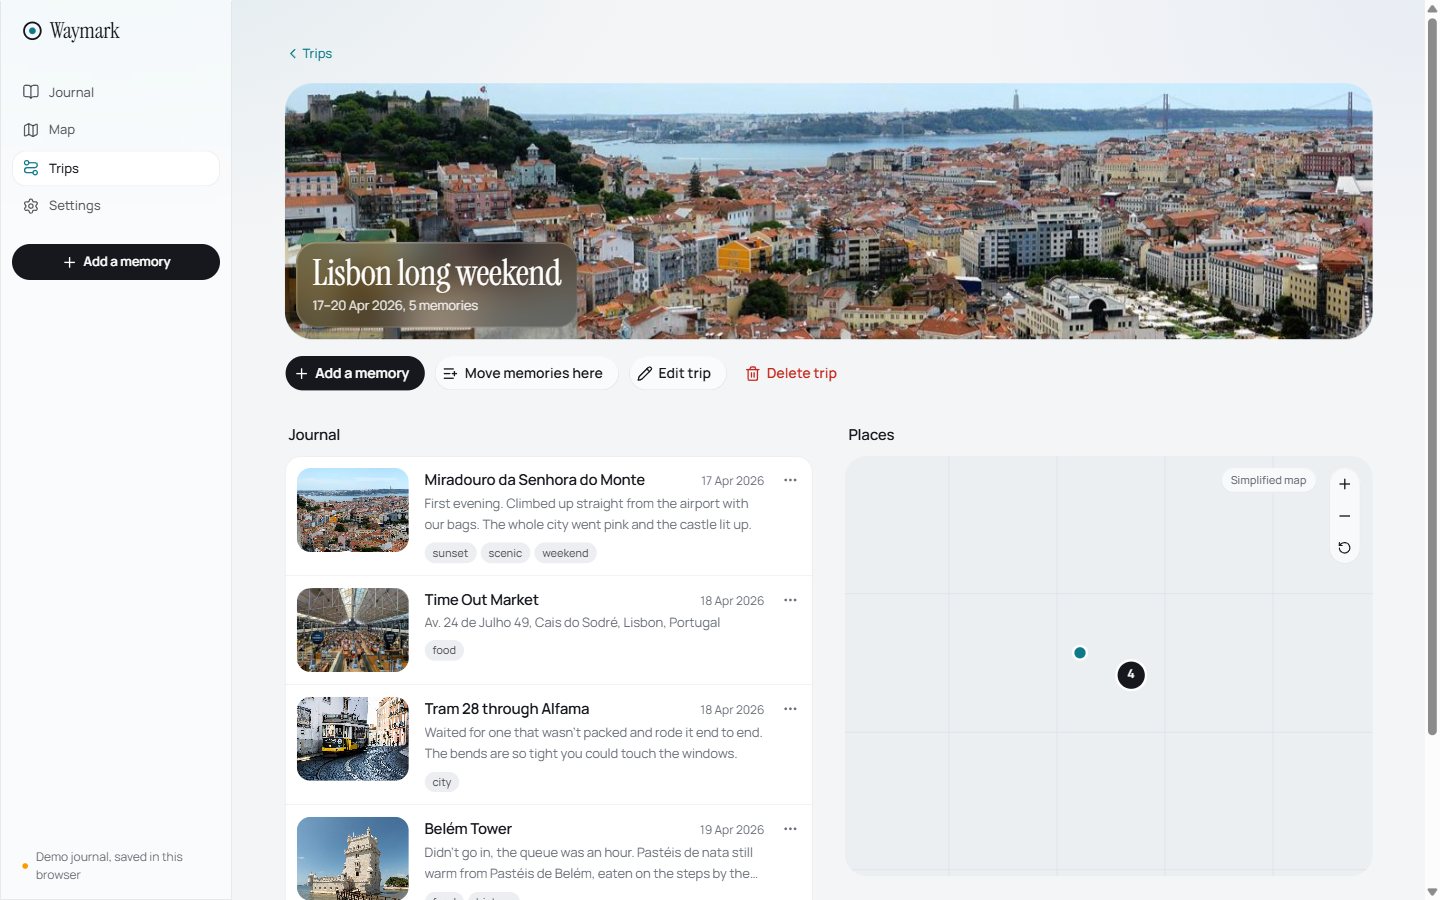 Waymark
Journal
Map
Trips
Settings
Add a memory
Demo journal, saved in this
browser
Trips
Lisbon long weekend
17–20 Apr 2026, 5 memories
Add a memory
Move memories here
Edit trip
Delete trip
Journal
Miradouro da Senhora do Monte
17 Apr 2026
First evening. Climbed up straight from the airport with
our bags. The whole city went pink and the castle lit up.
sunset
scenic
weekend
Time Out Market
18 Apr 2026
Av. 24 de Julho 49, Cais do Sodré, Lisbon, Portugal
food
Tram 28 through Alfama
18 Apr 2026
Waited for one that wasn't packed and rode it end to end.
The bends are so tight you could touch the windows.
city
Belém Tower
19 Apr 2026
Didn't go in, the queue was an hour. Pastéis de nata still
warm from Pastéis de Belém, eaten on the steps by the…
Places
Simplified map
4